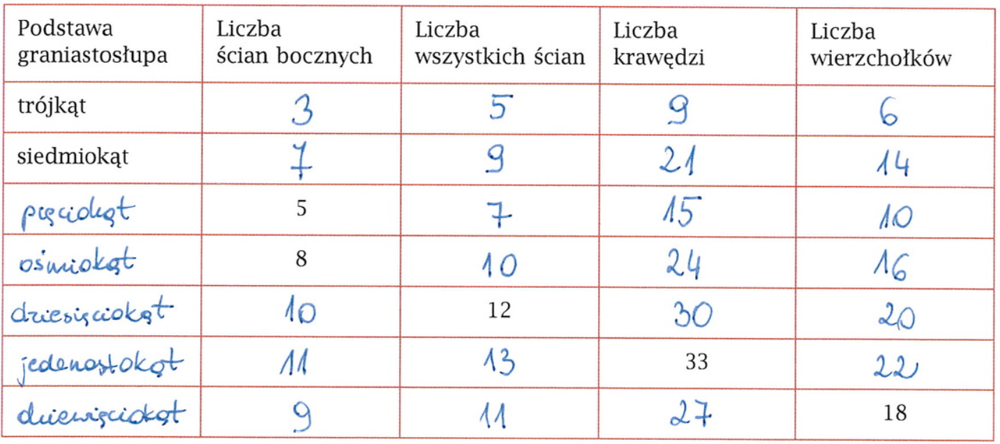 Podstawa graniastosłupa Liczba ścian bocznych Liczba wszystkich ścian Liczba krawędzi Liczba wierzchołków
trójkąt 3 5 9 6
siedmiokąt 7 9 21 14
pięciokąt 5 7 15 10
ośmiokąt 8 10 24 16
dziesięciokąt 10 12 30 20
jedenastokąt 11 13 33 22
dziewięciokąt 9 11 27 18